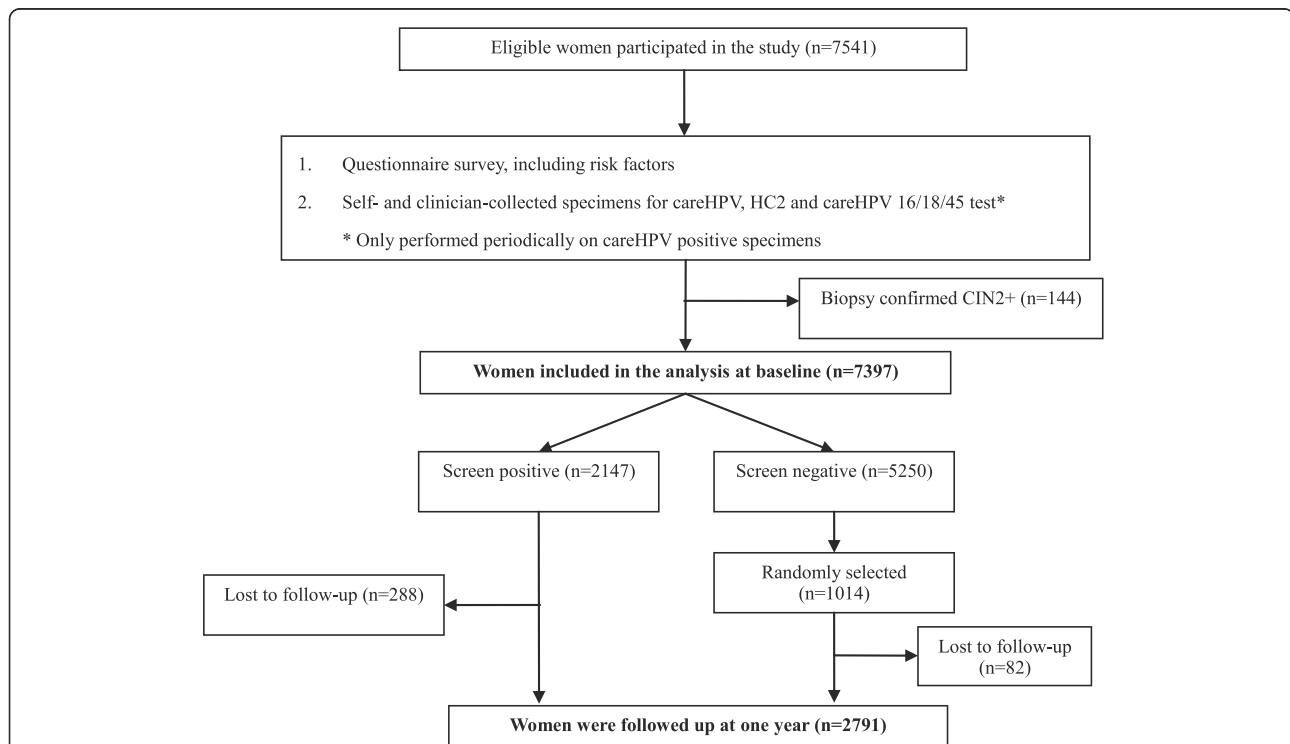 Eligible women participated in the study (n=7541)
1. Questionnaire survey, including risk factors
2. Self- and clinician-collected specimens for careHPV, HC2 and careHPV 16/18/45 test*
* Only performed periodically on careHPV positive specimens
Biopsy confirmed CIN2+ (n=144)
Women included in the analysis at baseline (n=7397)
Screen positive (n=2147)
Screen negative (n=5250)
Randomly selected
(n=1014)
Lost to follow-up (n=288)
Lost to follow-up
(n=82)
Women were followed up at one year (n=2791)